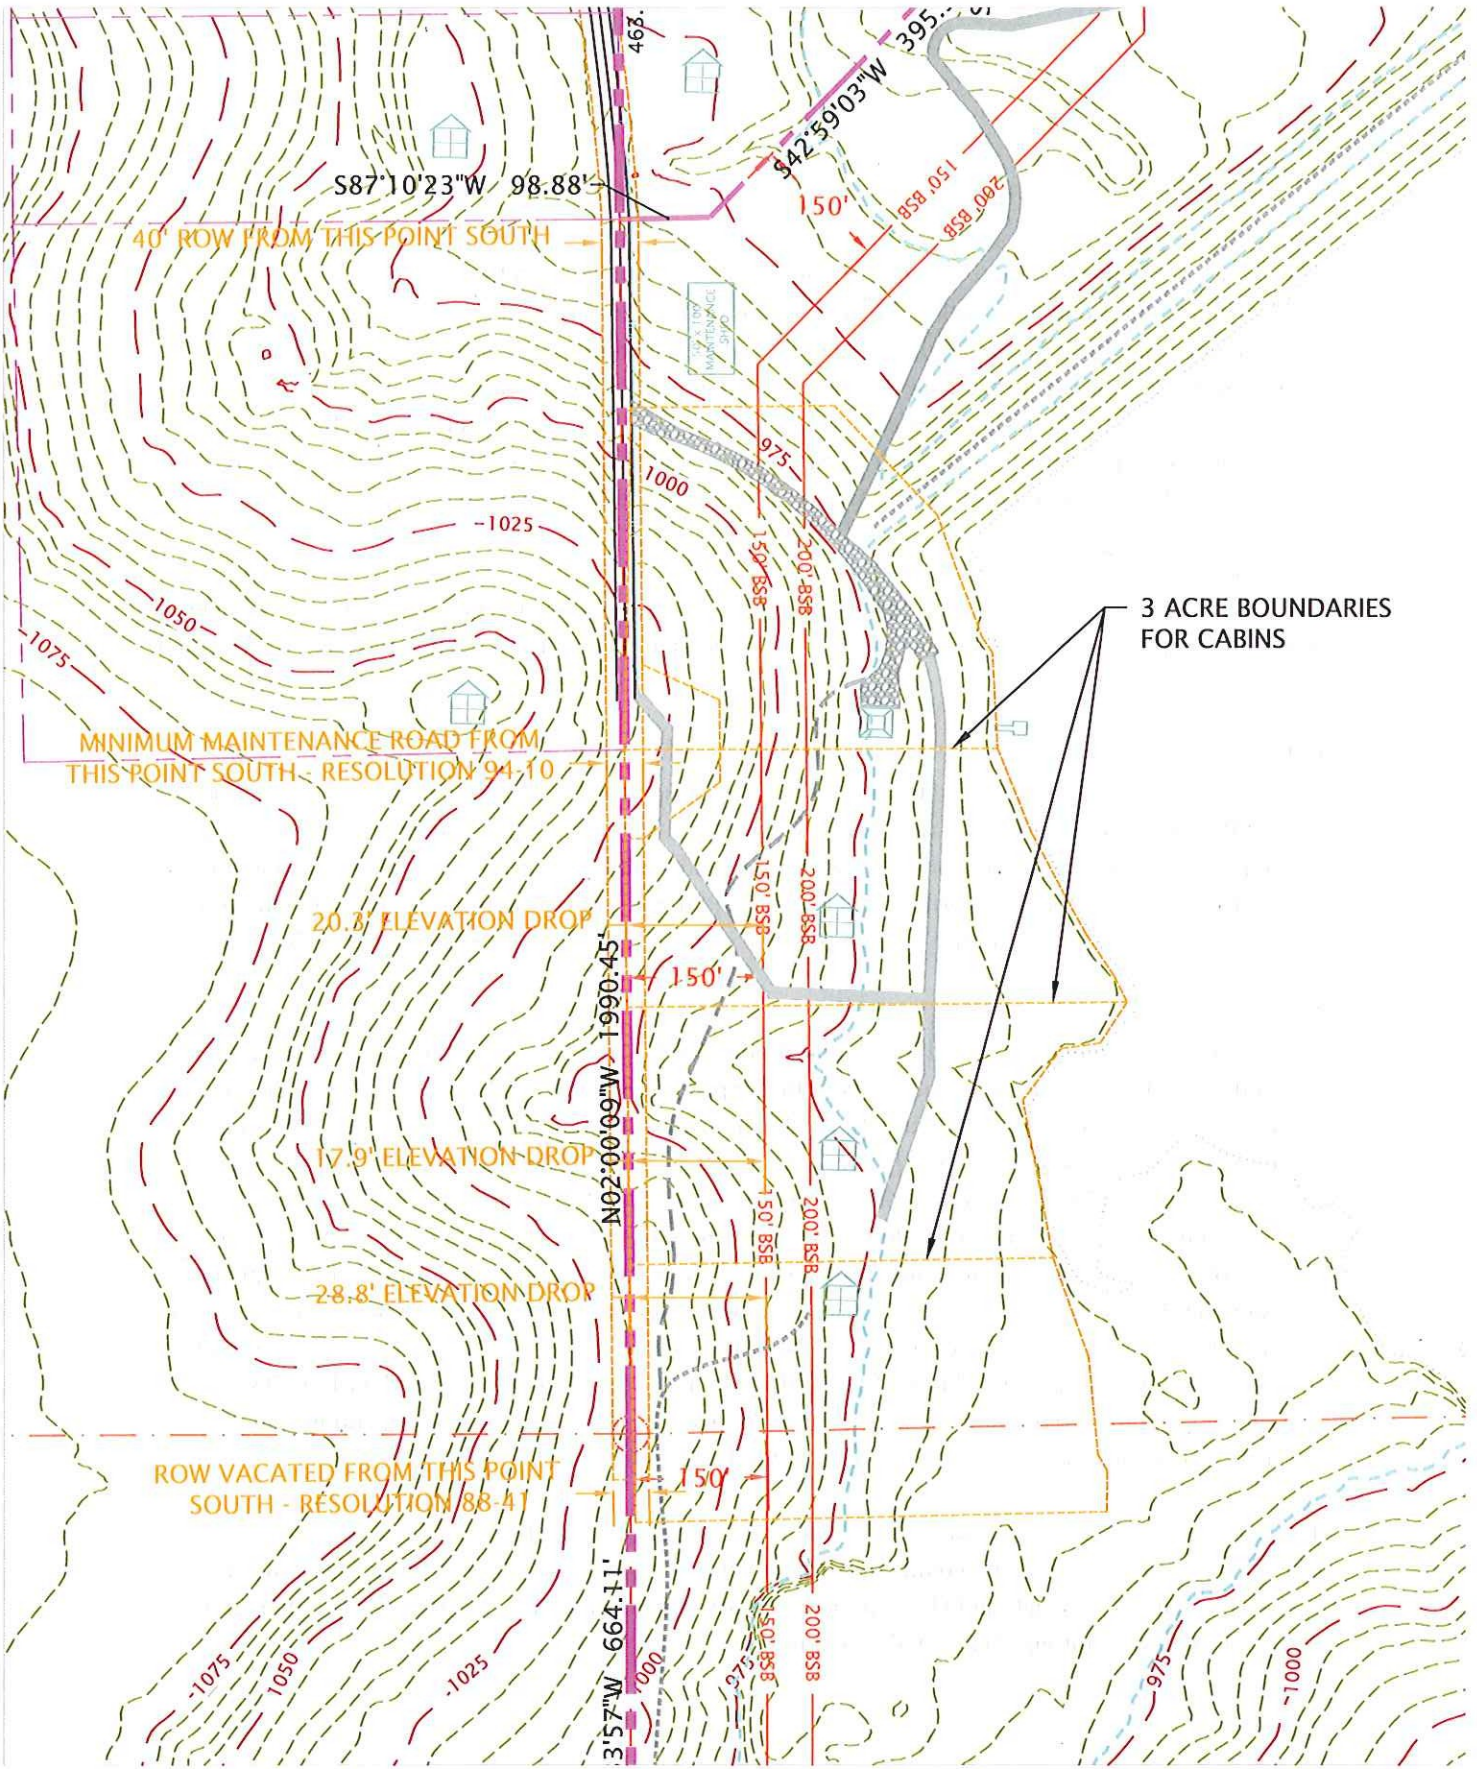 463.
395.
S42°59'03"W
S87°10'23"W 98.88'
150'
150' BSB
200' BSB
40' ROW FROM THIS POINT SOUTH
MAINTENANCE
SHED
975
1000
-1025
150' BSB
200' BSB
1050
-1075
3 ACRE BOUNDARIES
FOR CABINS
MINIMUM MAINTENANCE ROAD FROM
THIS POINT SOUTH - RESOLUTION 94-10
150' BSB
200' BSB
20.3' ELEVATION DROP
150'
N02°00'09"W 1990.45'
17.9' ELEVATION DROP
150' BSB
200' BSB
28.8' ELEVATION DROP
ROW VACATED FROM THIS POINT
SOUTH - RESOLUTION 88-41
150'
3'57"W 664.11'
-1075
1050
-1025
1000
975
150' BSB
200' BSB
975
-1000